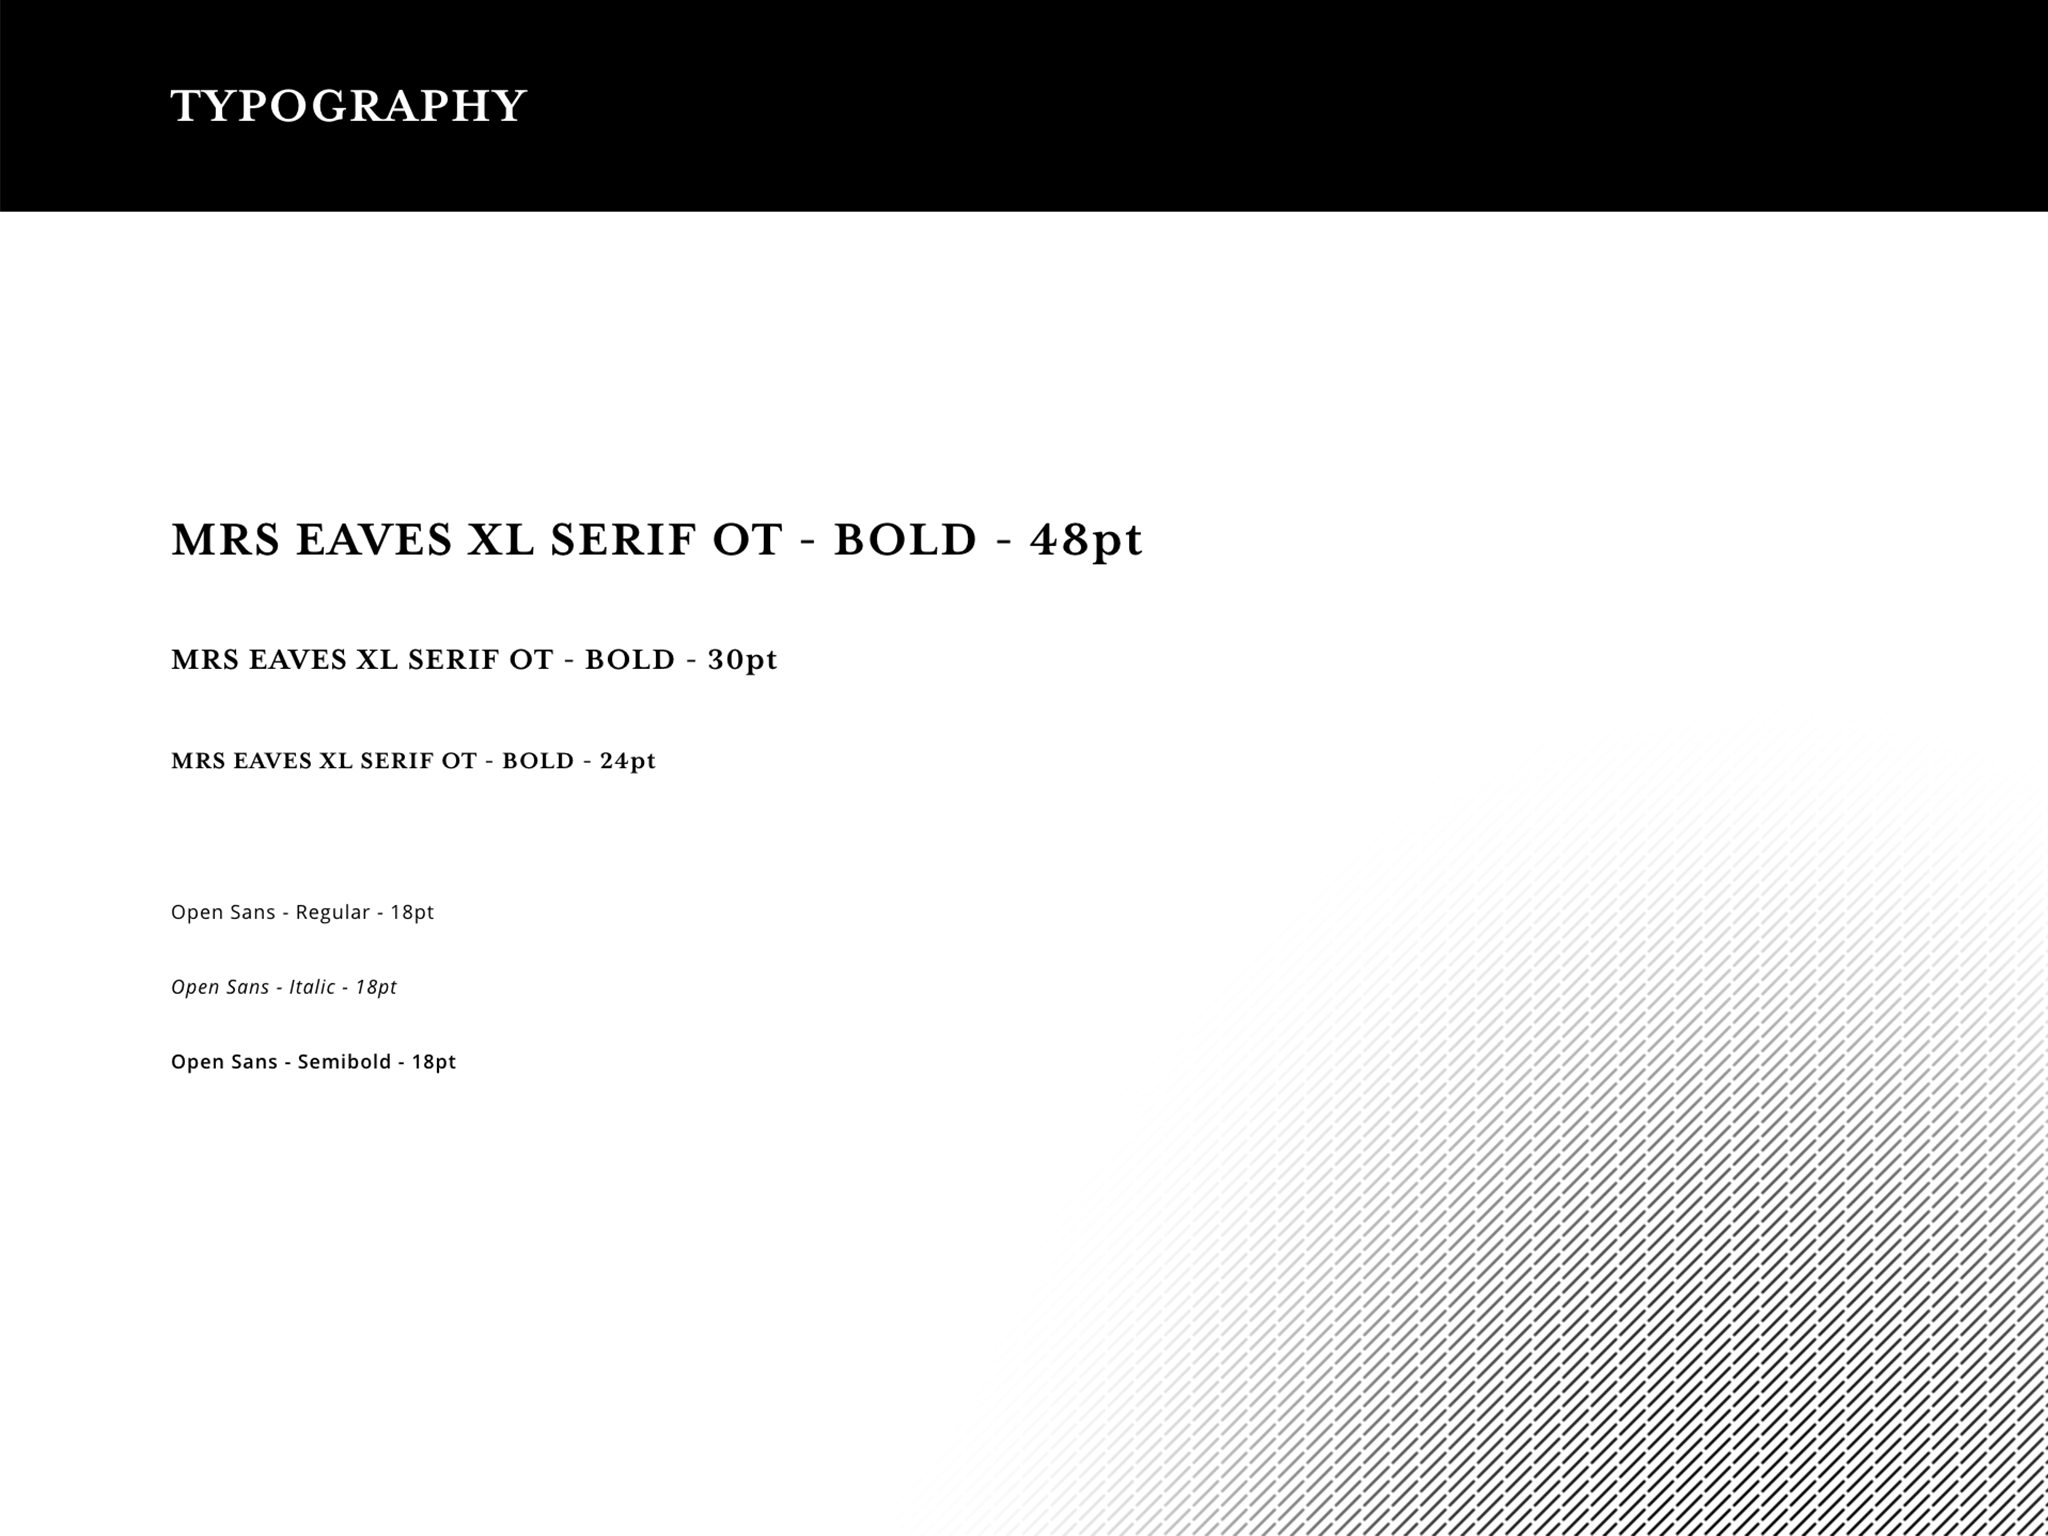 TYPOGRAPHY
MRS EAVES XL SERIF OT - BOLD - 48pt
MRS EAVES XL SERIF OT - BOLD - 30pt
MRS EAVES XL SERIF OT - BOLD - 24pt
Open Sans - Regular - 18pt
Open Sans - Italic - 18pt
Open Sans - Semibold - 18pt